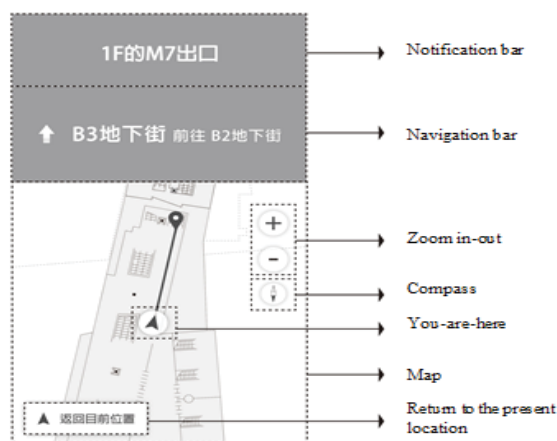 1F的M7出口
Notification bar
B3地下街 前往 B2地下街
Navigation bar
Zoom in-out
Compass
You-are-here
Map
返回目前位置
Return to the present
location